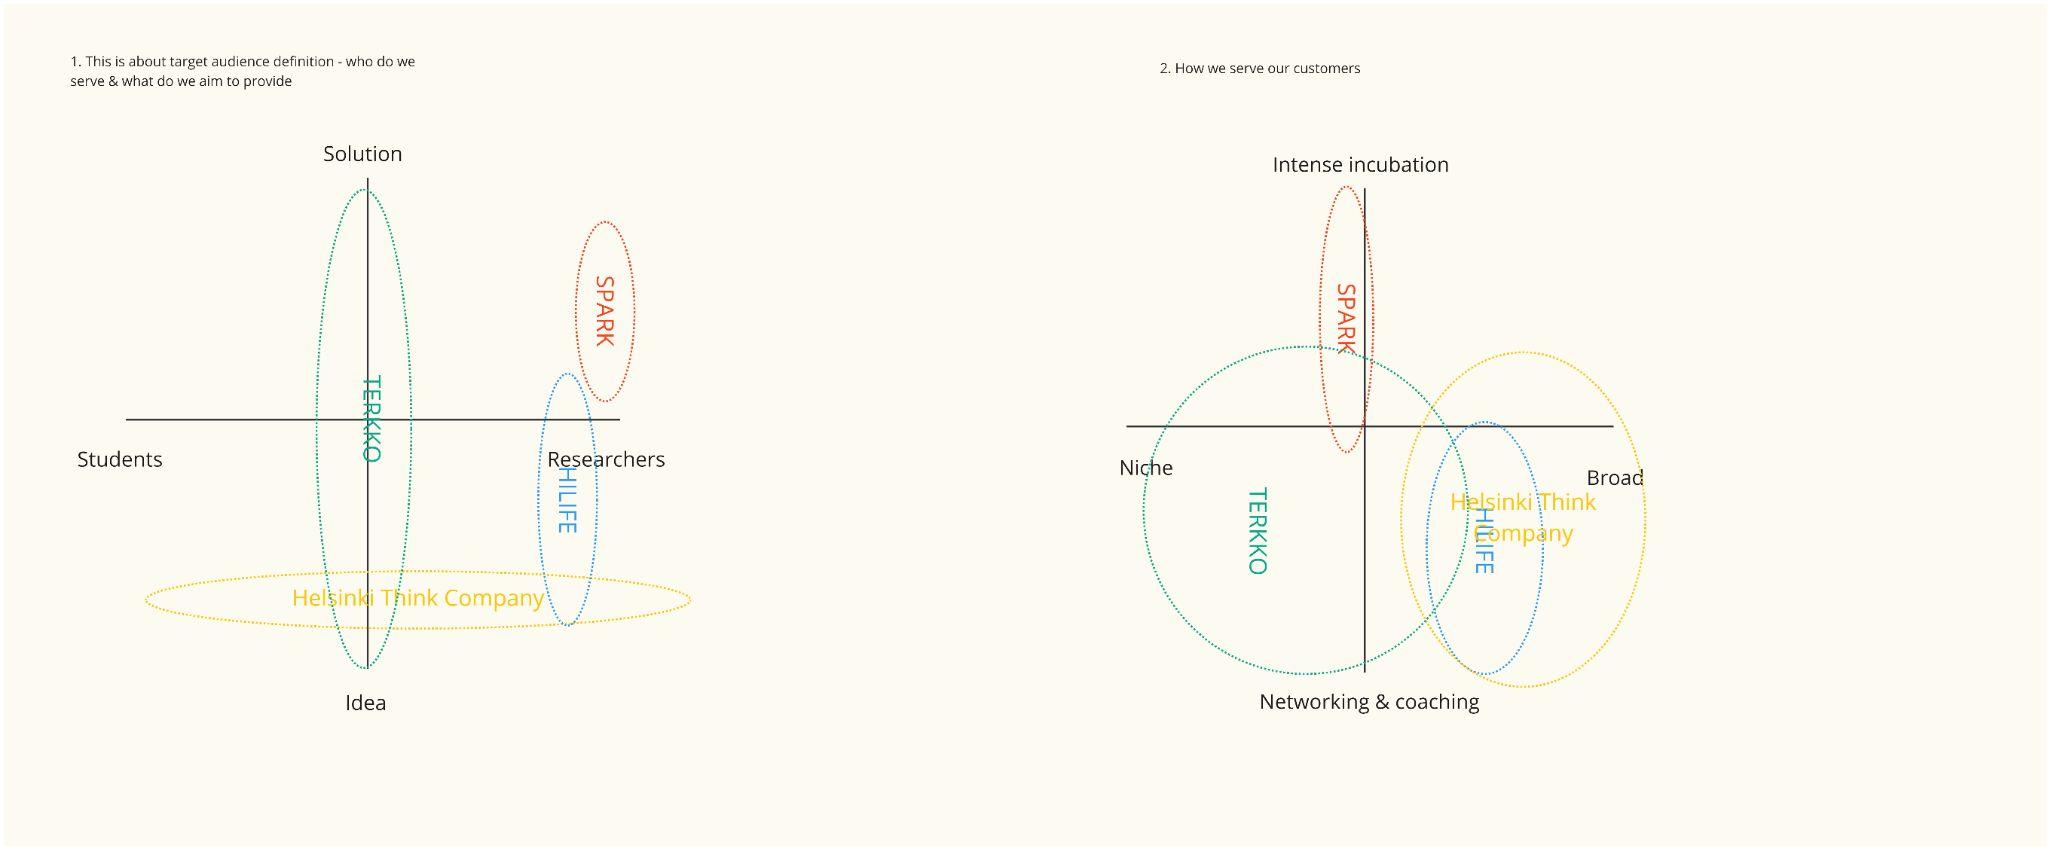 1. This is about target audience definition - who do we
serve & what do we aim to provide
Solution
SPARK
TERKKO
Students
Researchers
HILIFE
Helsinki Think Company
Idea
2. How we serve our customers
Intense incubation
SPARK
Niche
Broad
TERKKO
Helsinki Think
Company
HILIFE
Networking & coaching